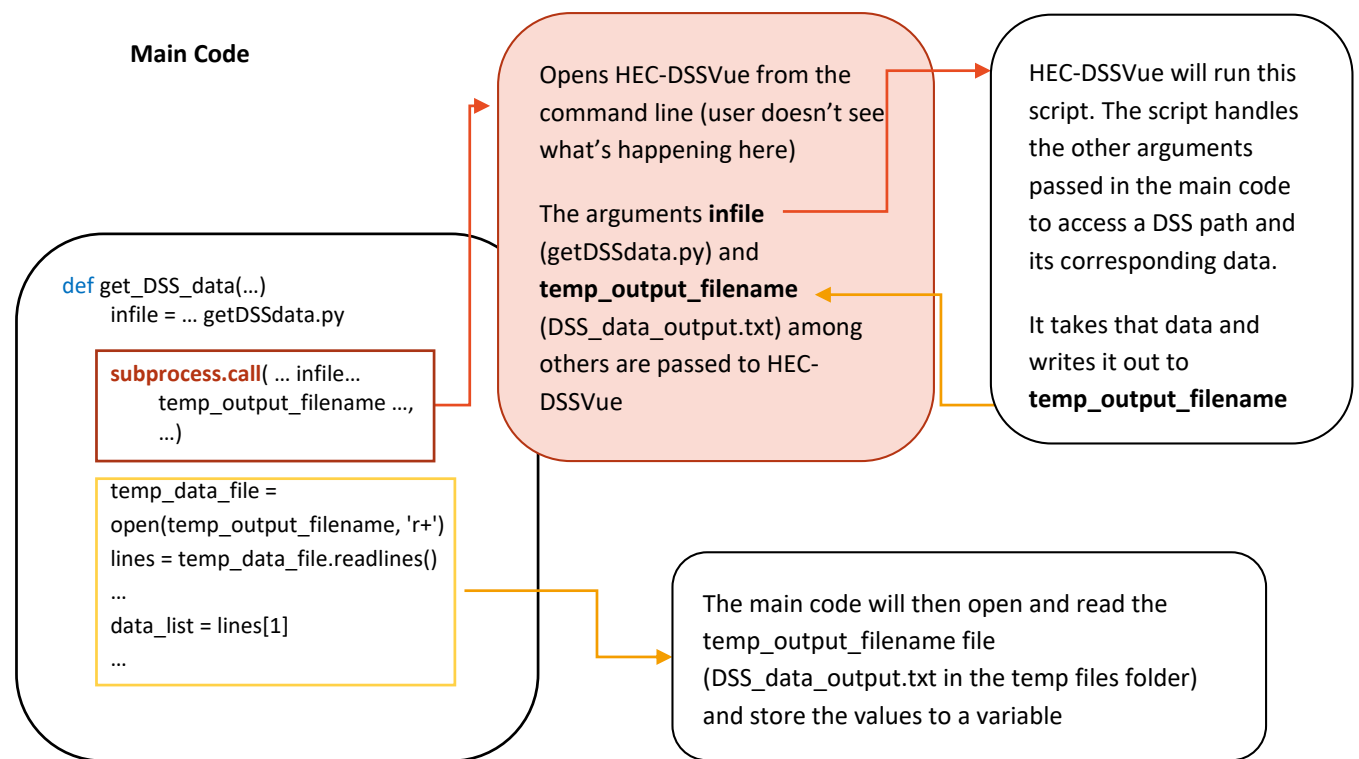 Main Code
def get_DSS_data(...)
infile = ... getDSSdata.py
subprocess.call( ... infile...
temp_output_filename ...,
...)
temp_data_file =
open(temp_output_filename, 'r+')
lines = temp_data_file.readlines()
...
data_list = lines[1]
...
Opens HEC-DSSVue from the
command line (user doesn’t see
what’s happening here)
The arguments infile
(getDSSdata.py) and
temp_output_filename
(DSS_data_output.txt) among
others are passed to HEC-
DSSVue
HEC-DSSVue will run this
script. The script handles
the other arguments
passed in the main code
to access a DSS path and
its corresponding data.
It takes that data and
writes it out to
temp_output_filename
The main code will then open and read the
temp_output_filename file
(DSS_data_output.txt in the temp files folder)
and store the values to a variable